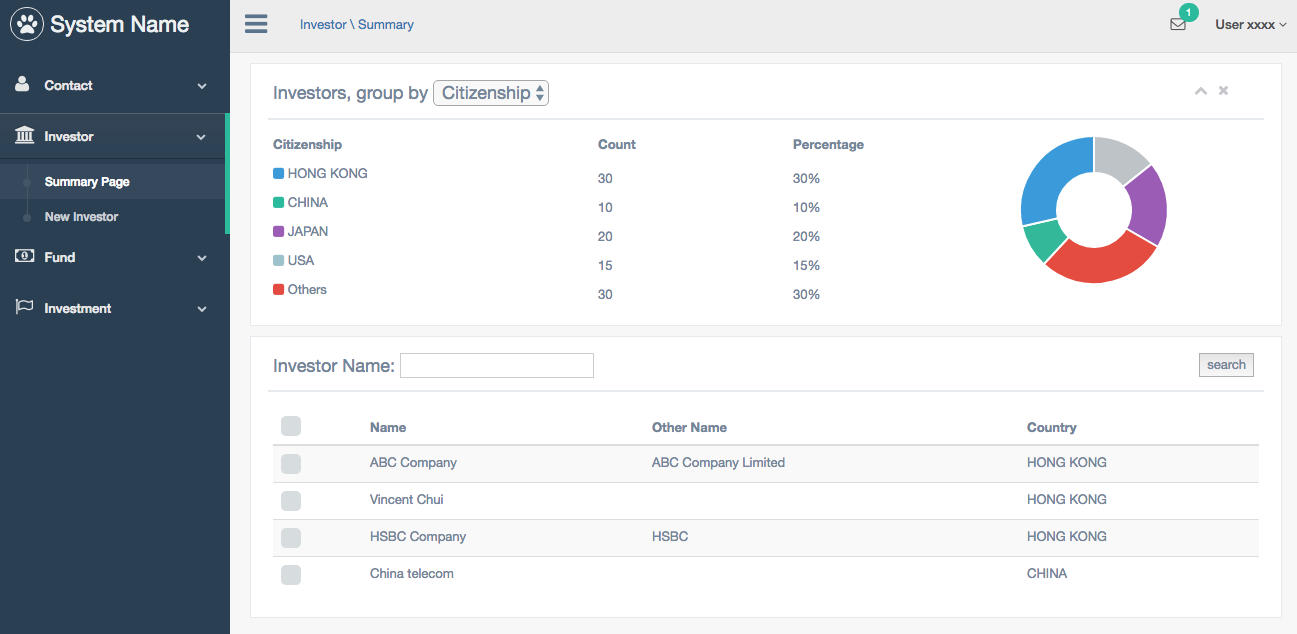 System Name
Investor \ Summary
1
User xxxx
Contact
Investor
Summary Page
New Investor
Fund
Investment
Investors, group by Citizenship
Citizenship Count Percentage
HONG KONG 30 30%
CHINA 10 10%
JAPAN 20 20%
USA 15 15%
Others 30 30%
Investor Name: search
Name Other Name Country
ABC Company ABC Company Limited HONG KONG
Vincent Chui HONG KONG
HSBC Company HSBC HONG KONG
China telecom CHINA